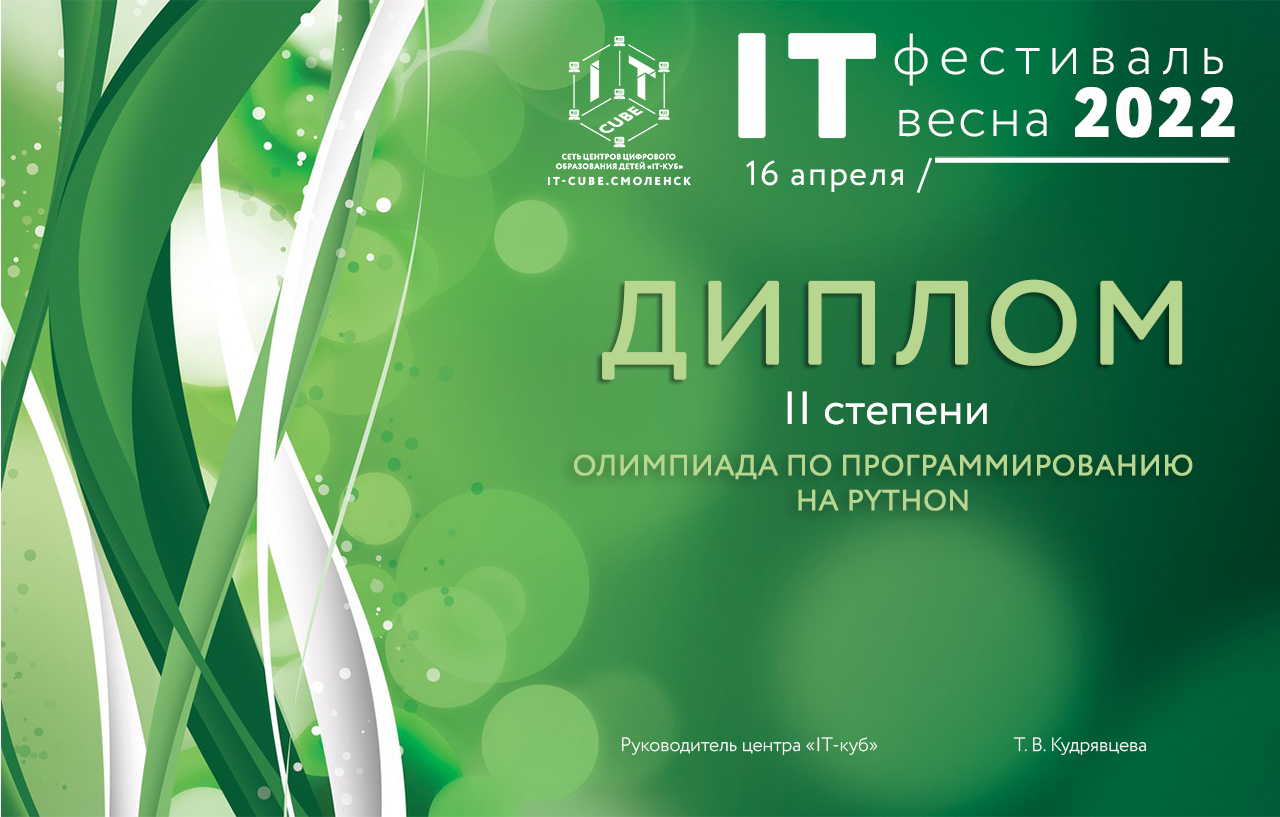 IT
CUBE
СЕТЬ ЦЕНТРОВ ЦИФРОВОГО
ОБРАЗОВАНИЯ ДЕТЕЙ «IT-КУБ»
IT-CUBE.СМОЛЕНСК
IT фестиваль
весна 2022
16 апреля /
ДИПЛОМ
II степени
ОЛИМПИАДА ПО ПРОГРАММИРОВАНИЮ
НА PYTHON
Руководитель центра «IT-куб» Т. В. Кудрявцева